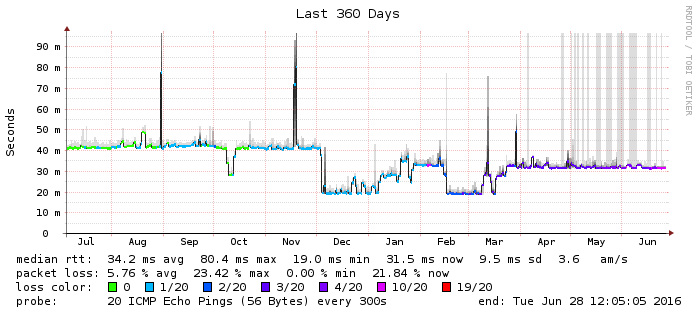 Last 360 Days
RRDTOOL / TOBI OETIKER
Seconds
90 m
80 m
70 m
60 m
50 m
40 m
30 m
20 m
10 m
0
Jul Aug Sep Oct Nov Dec Jan Feb Mar Apr May Jun
median rtt: 34.2 ms avg 80.4 ms max 19.0 ms min 31.5 ms now 9.5 ms sd 3.6 am/s
packet loss: 5.76 % avg 23.42 % max 0.00 % min 21.84 % now
loss color: 0 1/20 2/20 3/20 4/20 10/20 19/20
probe: 20 ICMP Echo Pings (56 Bytes) every 300s end: Tue Jun 28 12:05:05 2016